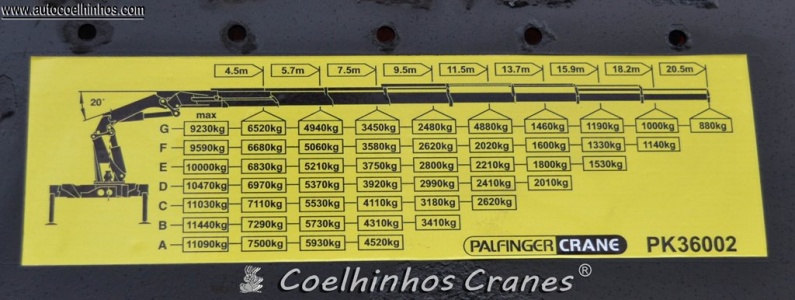 www.autocoelhinhos.com
4.5m 5.7m 7.5m 9.5m 11.5m 13.7m 15.9m 18.2m 20.5m
20°
max
G 9230kg 6520kg 4940kg 3450kg 2480kg 4880kg 1460kg 1190kg 1000kg 880kg
F 9590kg 6680kg 5060kg 3580kg 2620kg 2020kg 1600kg 1330kg 1140kg
E 10000kg 6830kg 5210kg 3750kg 2800kg 2210kg 1800kg 1530kg
D 10470kg 6970kg 5370kg 3920kg 2990kg 2410kg 2010kg
C 11030kg 7110kg 5530kg 4110kg 3180kg 2620kg
B 11440kg 7290kg 5730kg 4310kg 3410kg
A 11090kg 7500kg 5930kg 4520kg
PALFINGER CRANE PK36002
Coelhinhos Cranes®